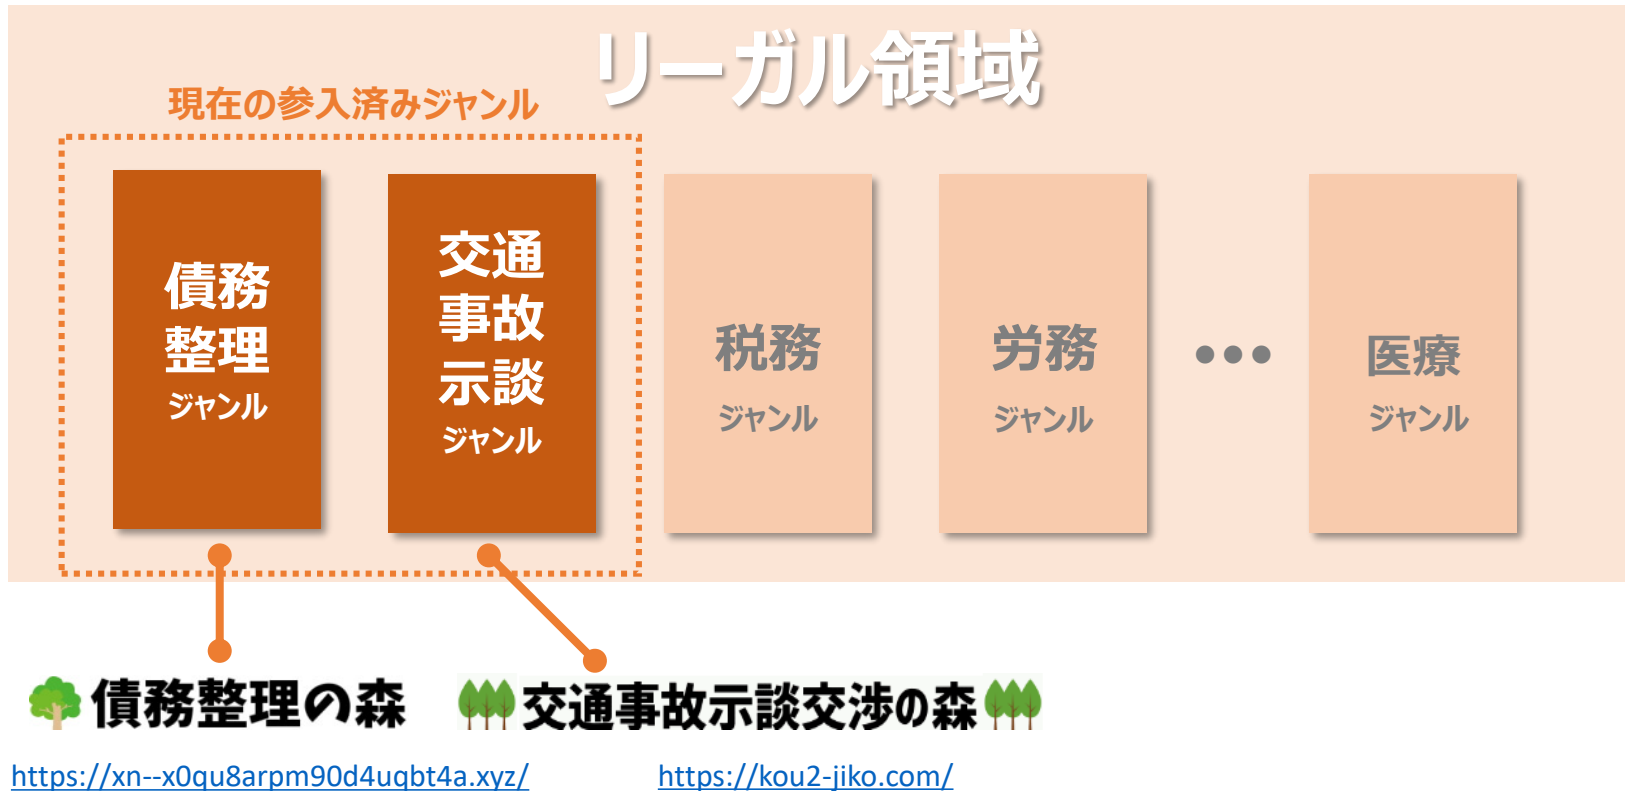 リーガル領域
現在の参入済みジャンル
債務
整理
ジャンル
交通
事故
示談
ジャンル
税務
ジャンル
労務
ジャンル
●●●
医療
ジャンル
債務整理の森
交通事故示談交渉の森
https://xn--x0qu8arpm90d4uqbt4a.xyz/
https://kou2-jiko.com/